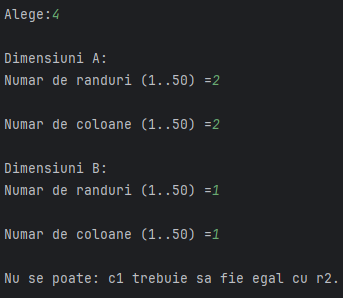 Alege:4
Dimensiuni A:
Numar de randuri (1..50) =2
Numar de coloane (1..50) =2
Dimensiuni B:
Numar de randuri (1..50) =1
Numar de coloane (1..50) =1
Nu se poate: c1 trebuie sa fie egal cu r2.